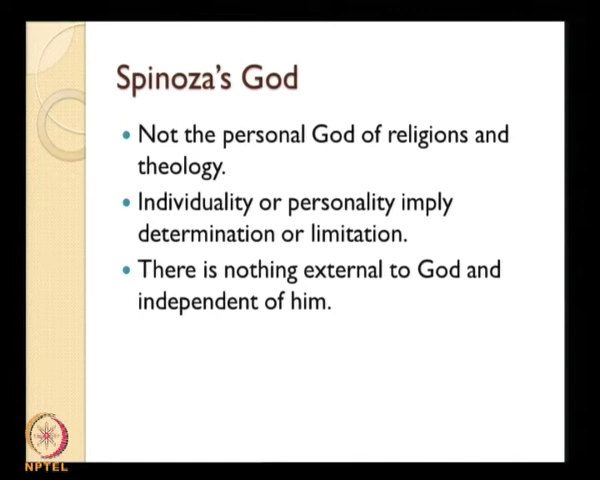 Spinoza's God
Not the personal God of religions and
theology.
Individuality or personality imply
determination or limitation.
There is nothing external to God and
independent of him.
NPTEL